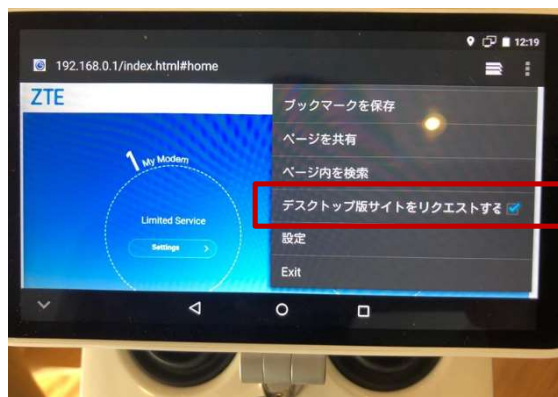 12:19
192.168.0.1/index.html#home
ZTE
1 My Modem
Limited Service
Settings >
ブックマークを保存
ページを共有
ページ内を検索
デスクトップ版サイトをリクエストする
設定
Exit